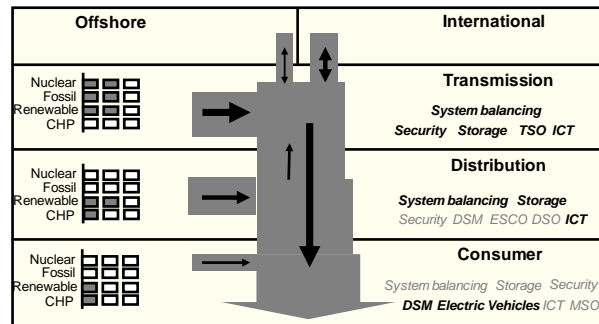 Offshore International
Nuclear
Fossil
Renewable
CHP
Transmission
System balancing
Security Storage TSO ICT
Nuclear
Fossil
Renewable
CHP
Distribution
System balancing Storage
Security DSM ESCO DSO ICT
Nuclear
Fossil
Renewable
CHP
Consumer
System balancing Storage Security
DSM Electric Vehicles ICT MSO